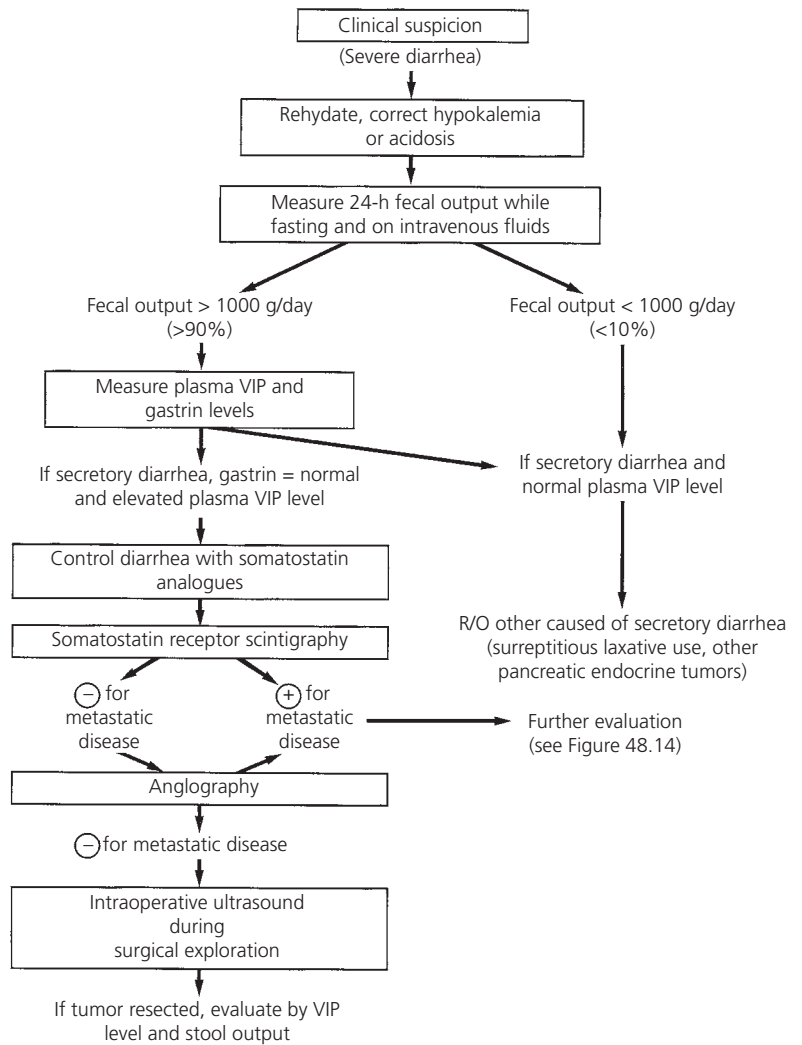 Clinical suspicion
(Severe diarrhea)
Rehydate, correct hypokalemia
or acidosis
Measure 24-h fecal output while
fasting and on intravenous fluids
Fecal output > 1000 g/day
(>90%)
Fecal output < 1000 g/day
(<10%)
Measure plasma VIP and
gastrin levels
If secretory diarrhea, gastrin = normal
and elevated plasma VIP level
If secretory diarrhea and
normal plasma VIP level
Control diarrhea with somatostatin
analogues
Somatostatin receptor scintigraphy
R/O other caused of secretory diarrhea
(surreptitious laxative use, other
pancreatic endocrine tumors)
− for
metastatic
disease
+ for
metastatic
disease
Further evaluation
(see Figure 48.14)
Anglography
− for metastatic disease
Intraoperative ultrasound
during
surgical exploration
If tumor resected, evaluate by VIP
level and stool output